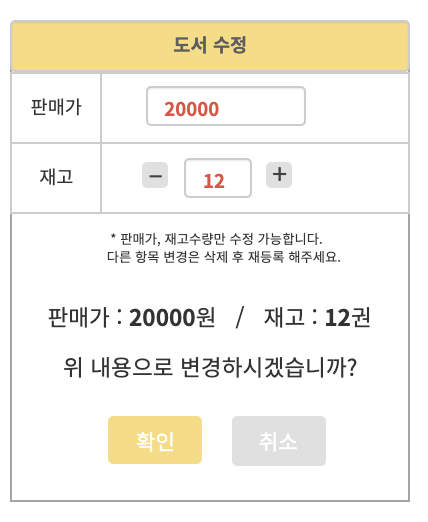 도서 수정
판매가
20000
재고
–
12
+
* 판매가, 재고수량만 수정 가능합니다.
다른 항목 변경은 삭제 후 재등록 해주세요.
판매가 : 20000원 / 재고 : 12권
위 내용으로 변경하시겠습니까?
확인 취소